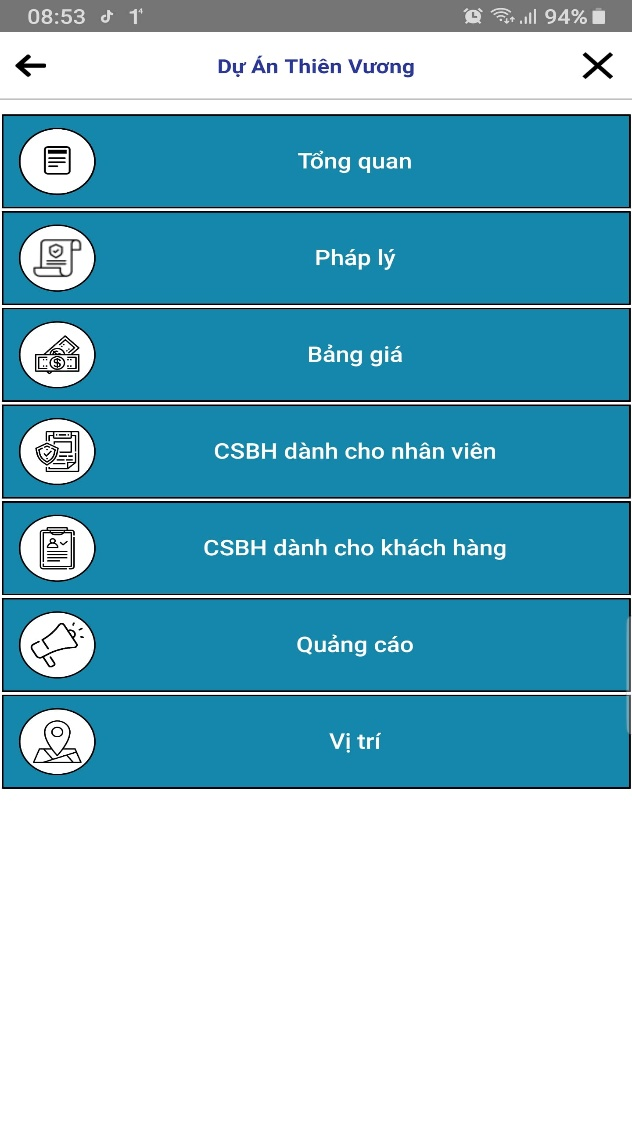 08:53 1 94%
Dự Án Thiên Vương
Tổng quan
Pháp lý
Bảng giá
CSBH dành cho nhân viên
CSBH dành cho khách hàng
Quảng cáo
Vị trí